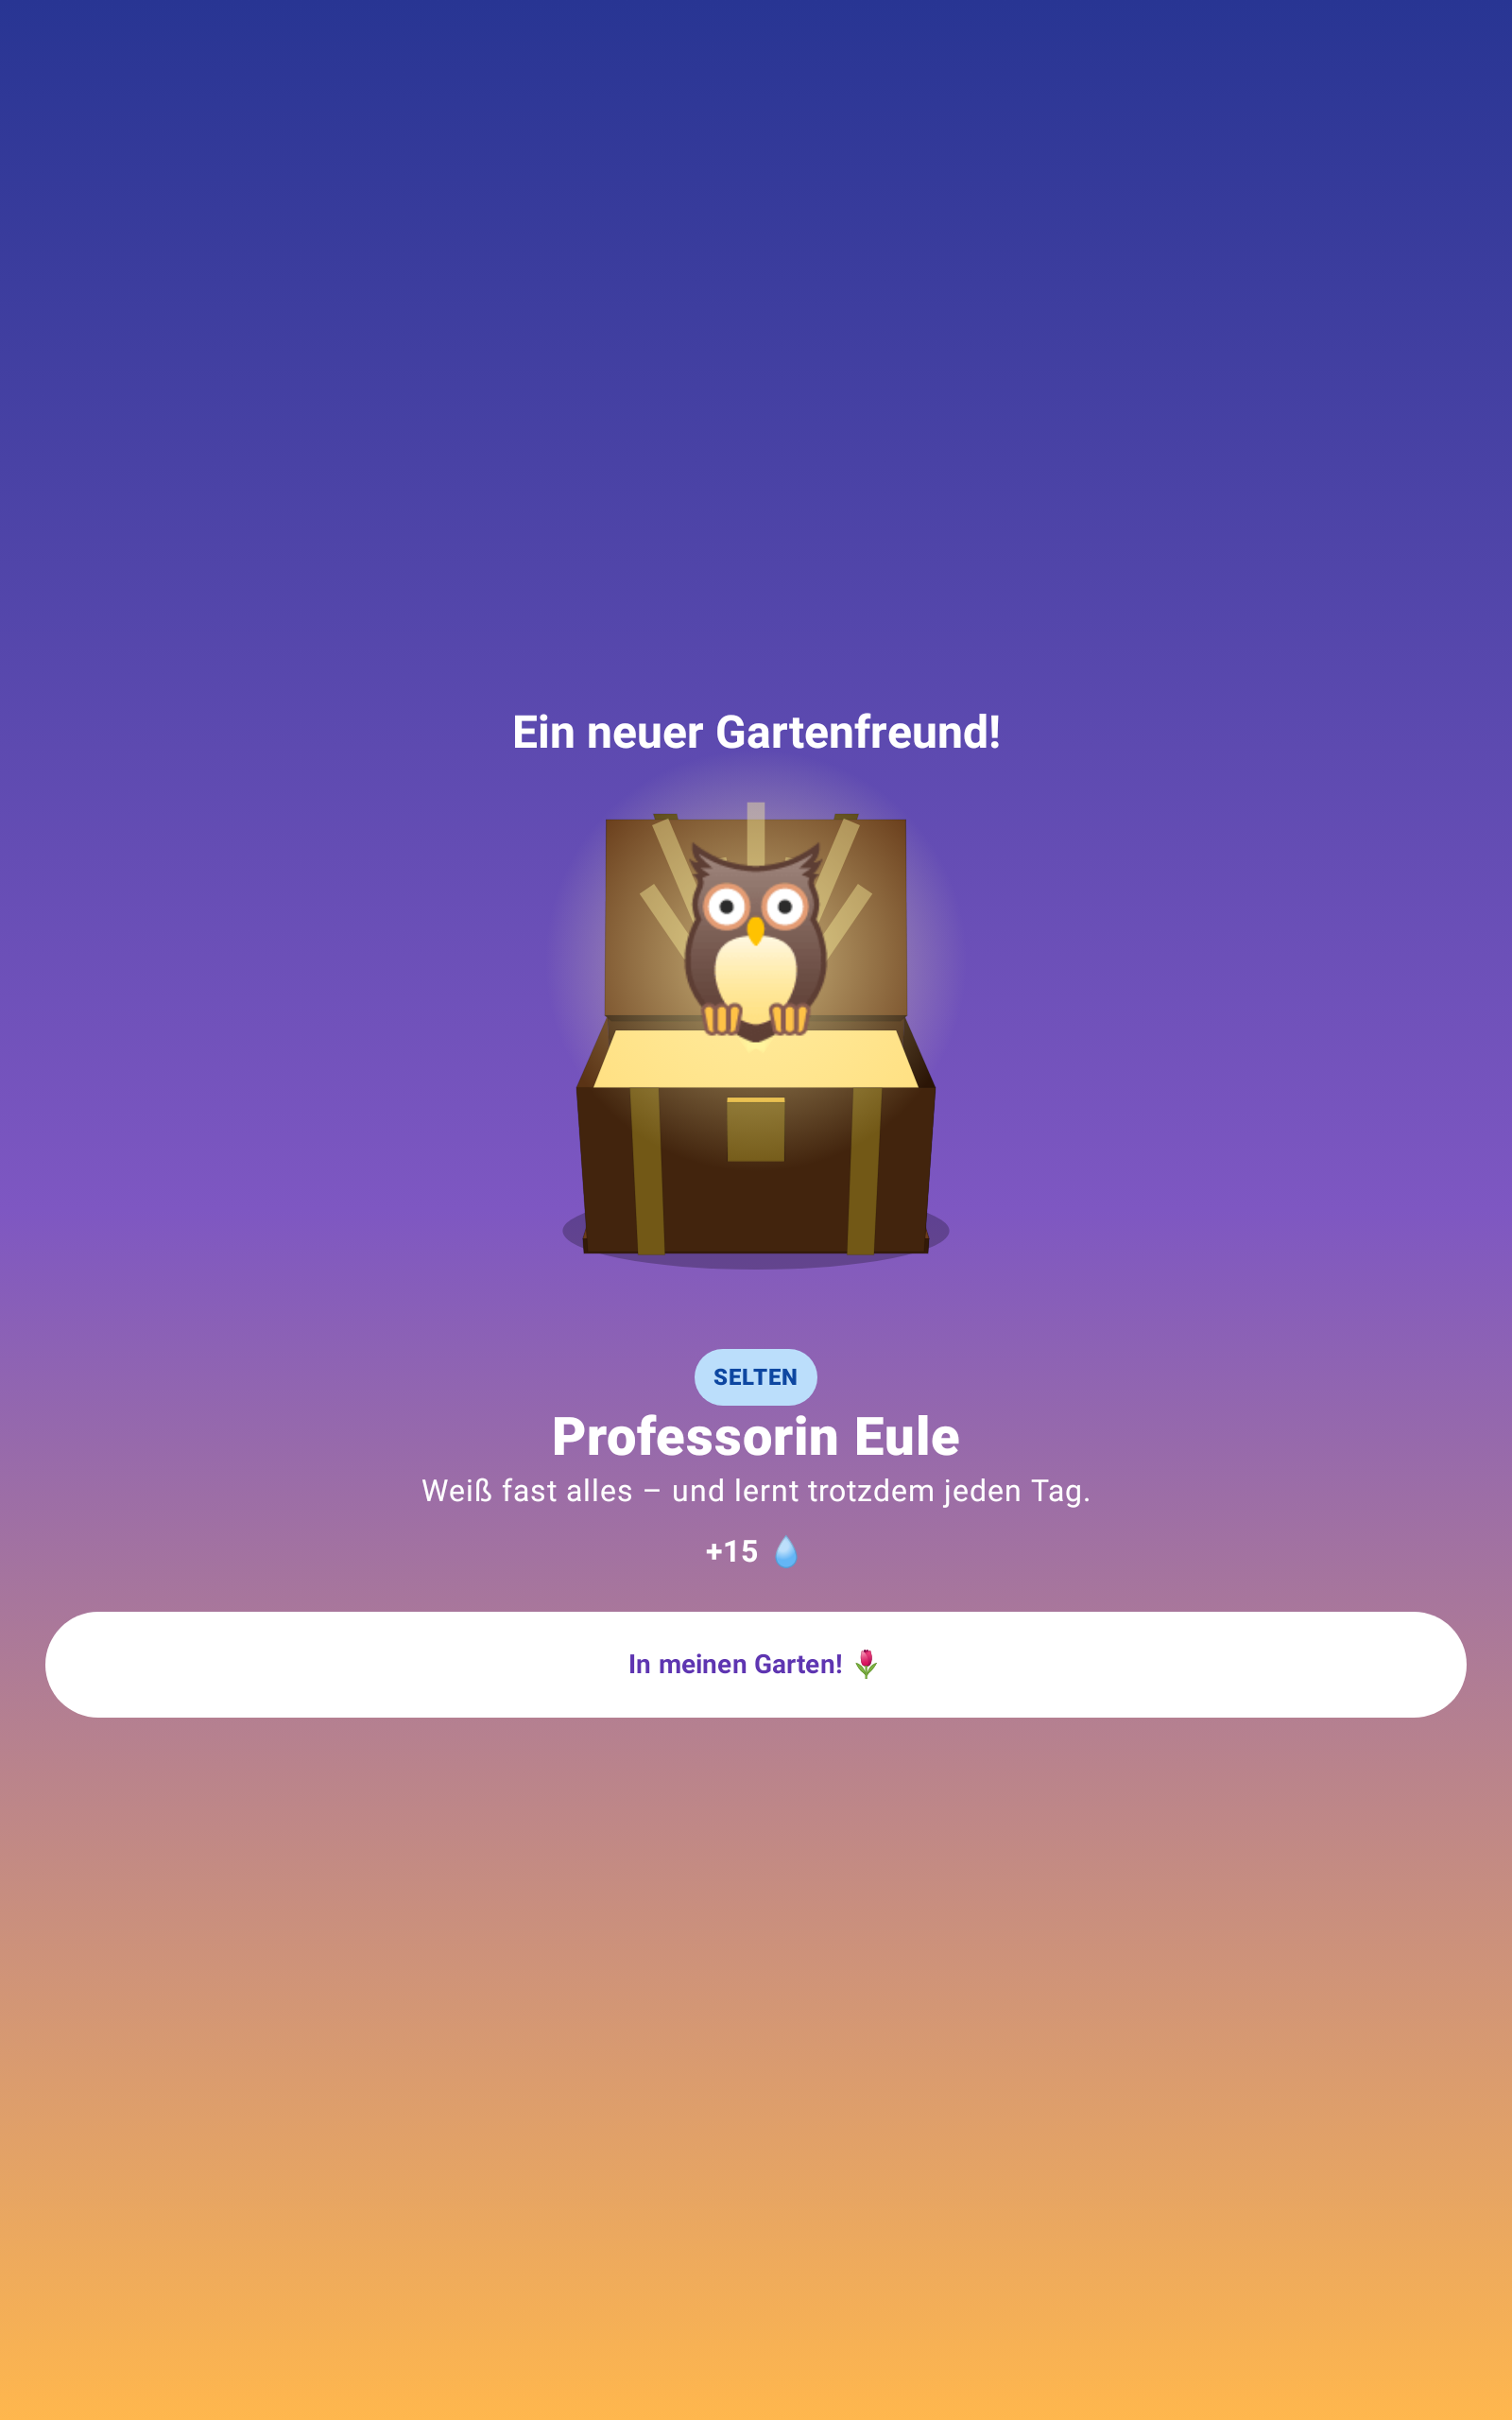 Ein neuer Gartenfreund!
SELTEN
Professorin Eule
Weiß fast alles – und lernt trotzdem jeden Tag.
+15 💧
In meinen Garten! 🌷